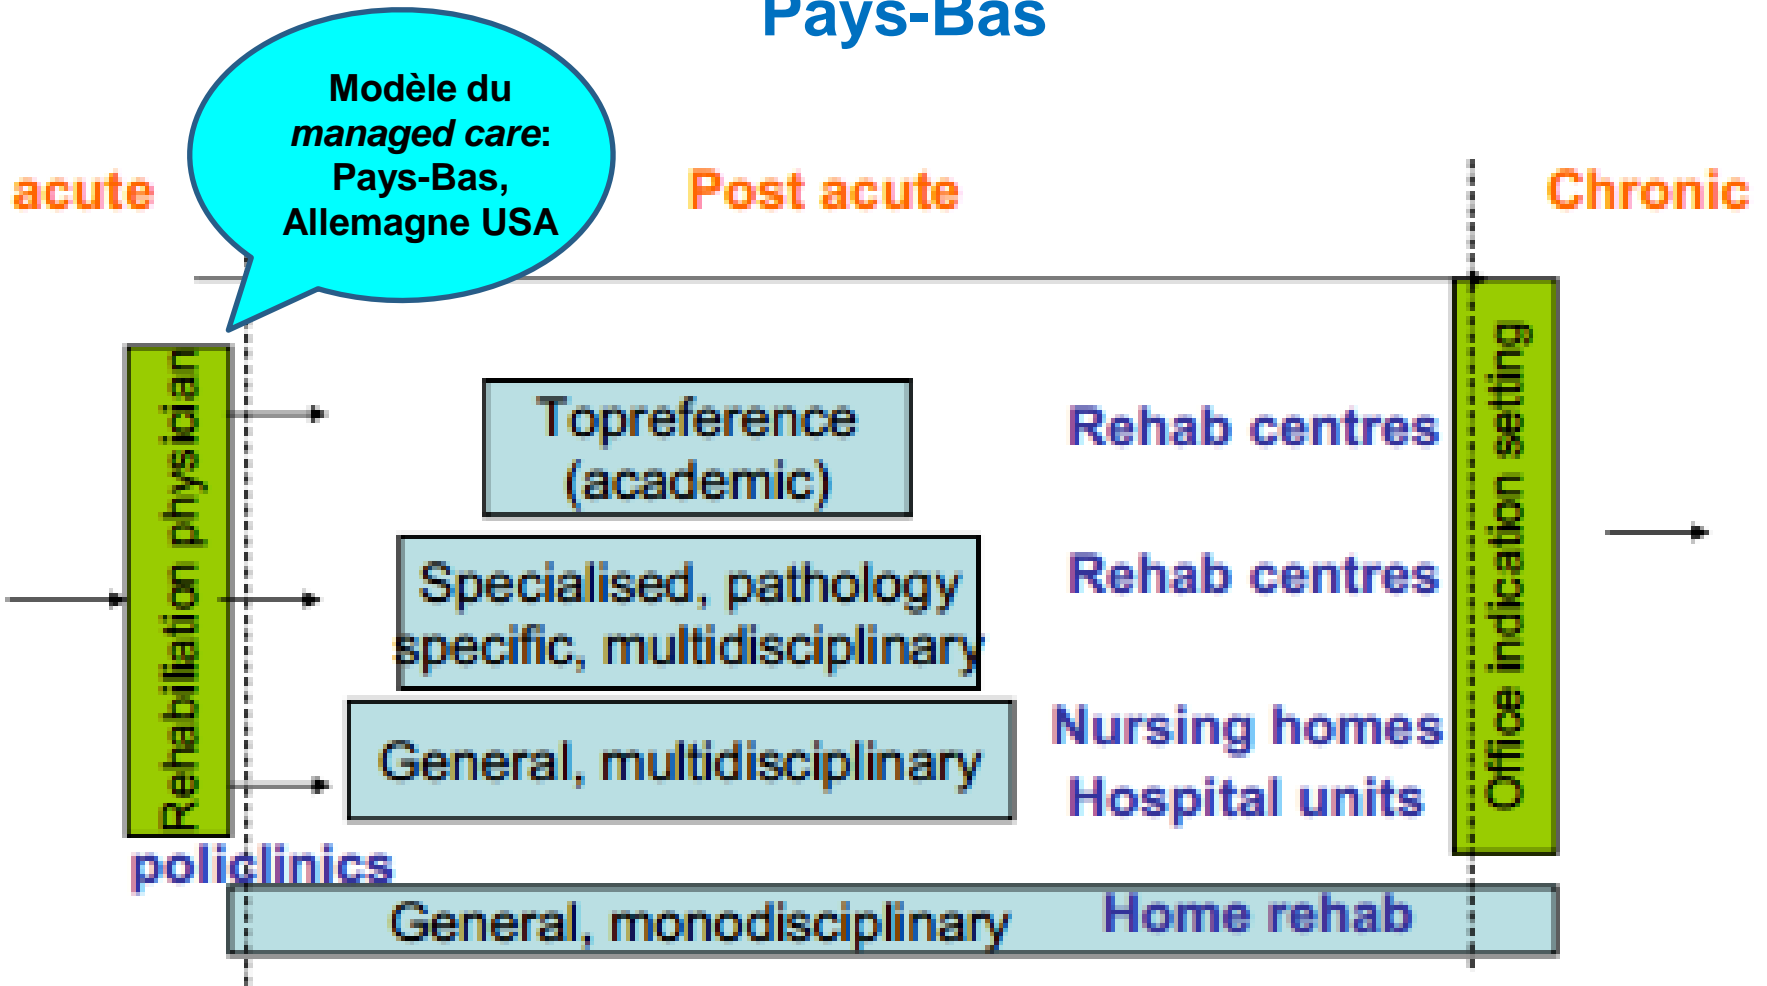 Pays-Bas
Modèle du
managed care:
Pays-Bas,
Allemagne USA
acute
Post acute
Chronic
Rehabiliation physician
Topreference
(academic)
Rehab centres
Specialised, pathology
specific, multidisciplinary
Rehab centres
General, multidisciplinary
Nursing homes
Hospital units
Office indication setting
policlinics
General, monodisciplinary
Home rehab